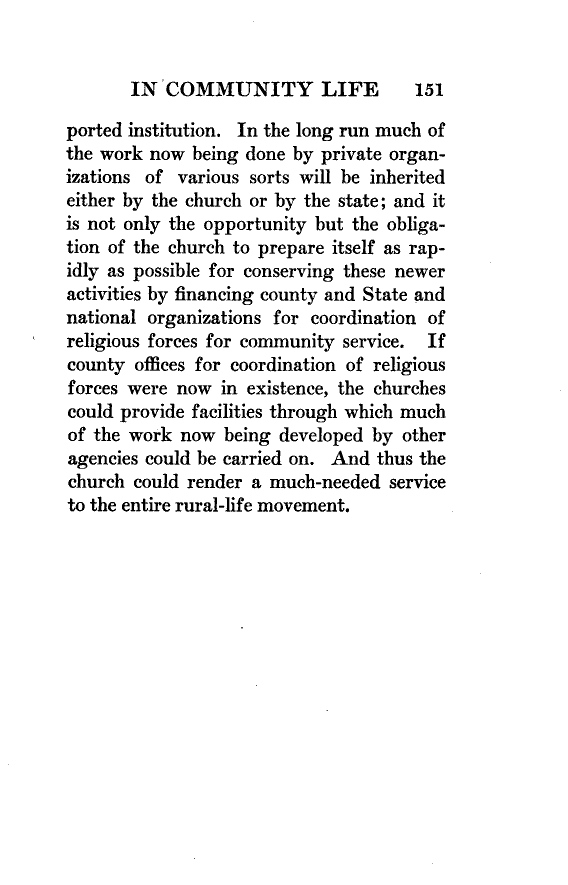 IN COMMUNITY LIFE 151
ported institution. In the long run much of
the work now being done by private organ-
izations of various sorts will be inherited
either by the church or by the state; and it
is not only the opportunity but the obliga-
tion of the church to prepare itself as rap-
idly as possible for conserving these newer
activities by financing county and State and
national organizations for coordination of
religious forces for community service. If
county offices for coordination of religious
forces were now in existence, the churches
could provide facilities through which much
of the work now being developed by other
agencies could be carried on. And thus the
church could render a much-needed service
to the entire rural-life movement.